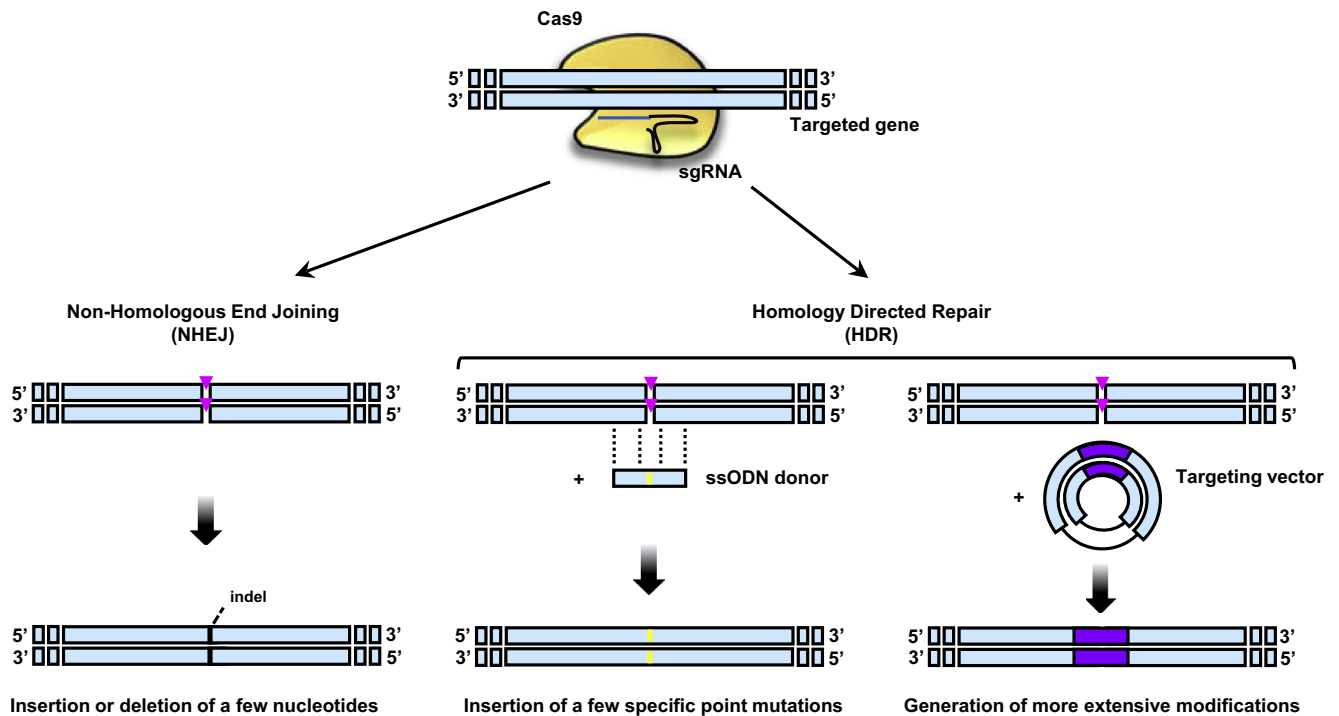 Cas9
5’ 3’
3’ 5’
Targeted gene
sgRNA
Non-Homologous End Joining
(NHEJ)
Homology Directed Repair
(HDR)
5’ 3’
3’ 5’
5’ 3’
3’ 5’
5’ 3’
3’ 5’
+ ssODN donor
+ Targeting vector
indel
5’ 3’
3’ 5’
5’ 3’
3’ 5’
5’ 3’
3’ 5’
Insertion or deletion of a few nucleotides
Insertion of a few specific point mutations
Generation of more extensive modifications